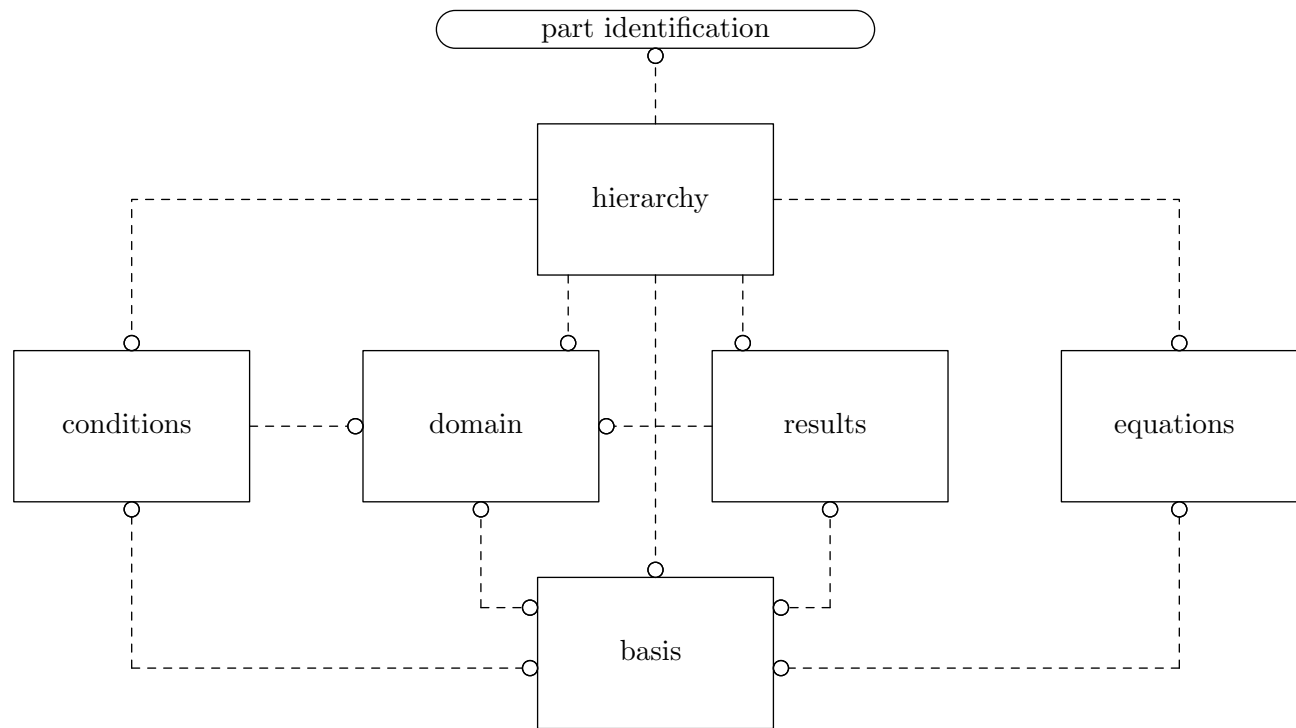 part identification
hierarchy
conditions
domain
results
equations
basis